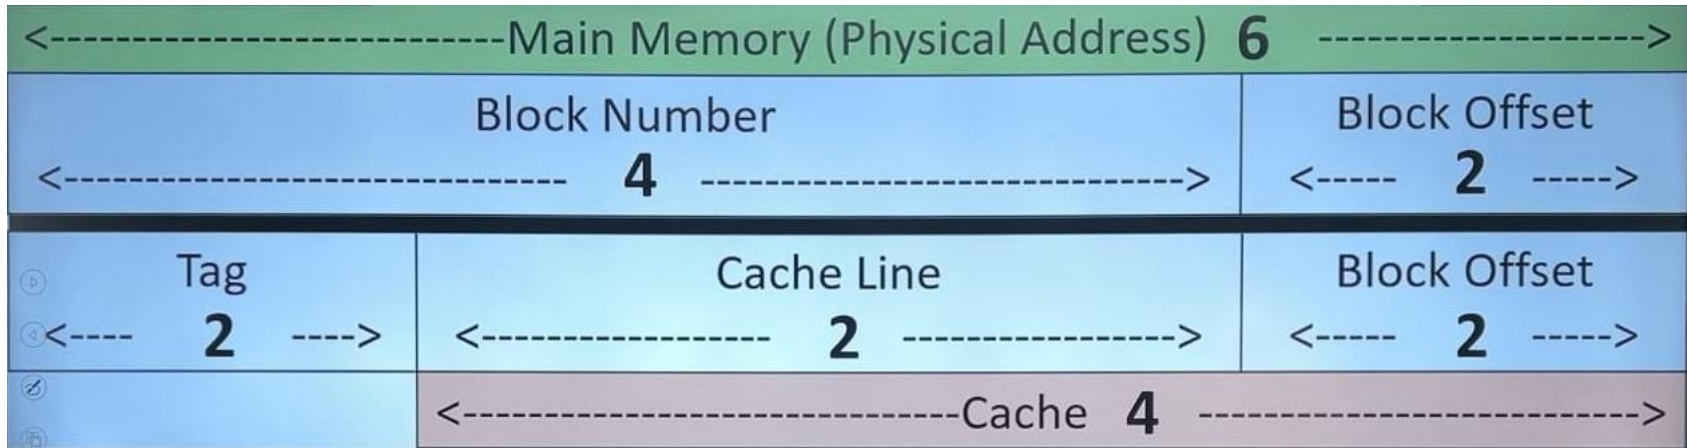 <---------------------------Main Memory (Physical Address) 6 -------------------->
Block Number
<------------------------------- 4 ------------------------------>
Block Offset
<----- 2 ----->
Tag
<---- 2 ---->
Cache Line
<------------------ 2 ----------------->
Block Offset
<----- 2 ----->
<-------------------------------Cache 4 --------------------------->